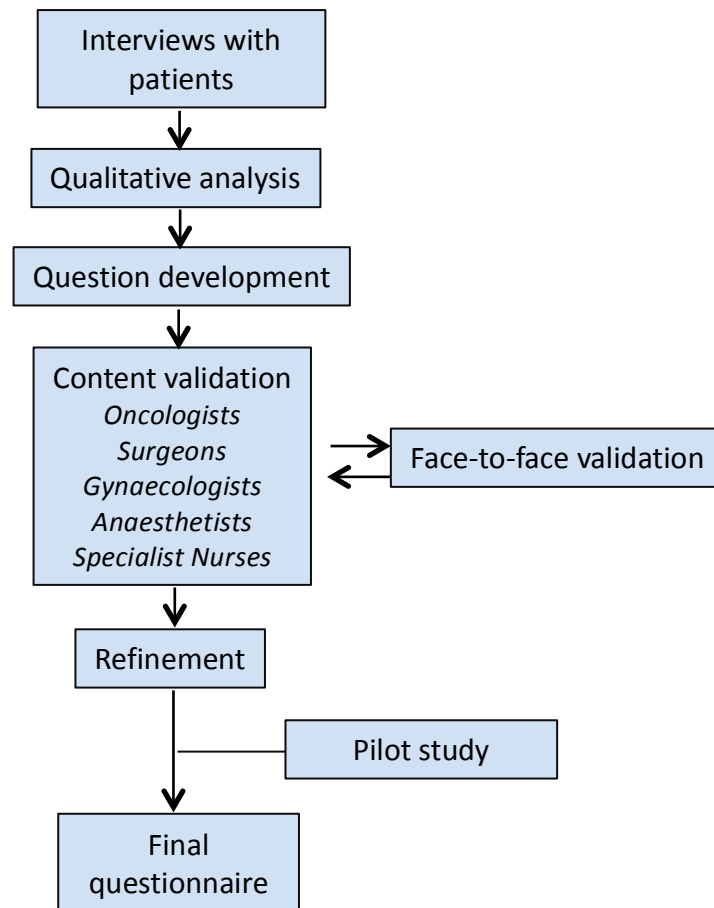 Interviews with
patients
Qualitative analysis
Question development
Content validation
Oncologists
Surgeons
Gynaecologists
Anaesthetists
Specialist Nurses
Face-to-face validation
Refinement
Pilot study
Final
questionnaire